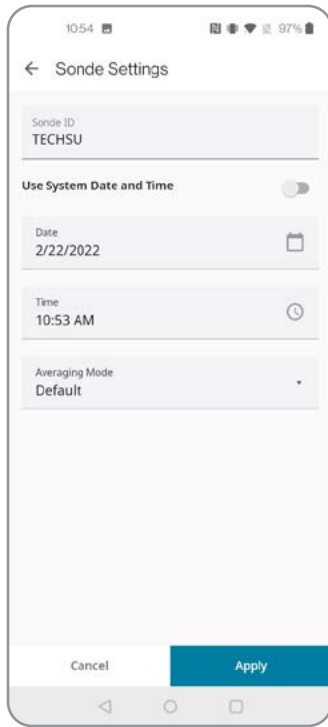 10:54
97%
Sonde Settings
Sonde ID
TECHSU
Use System Date and Time
Date
2/22/2022
Time
10:53 AM
Averaging Mode
Default
Cancel
Apply